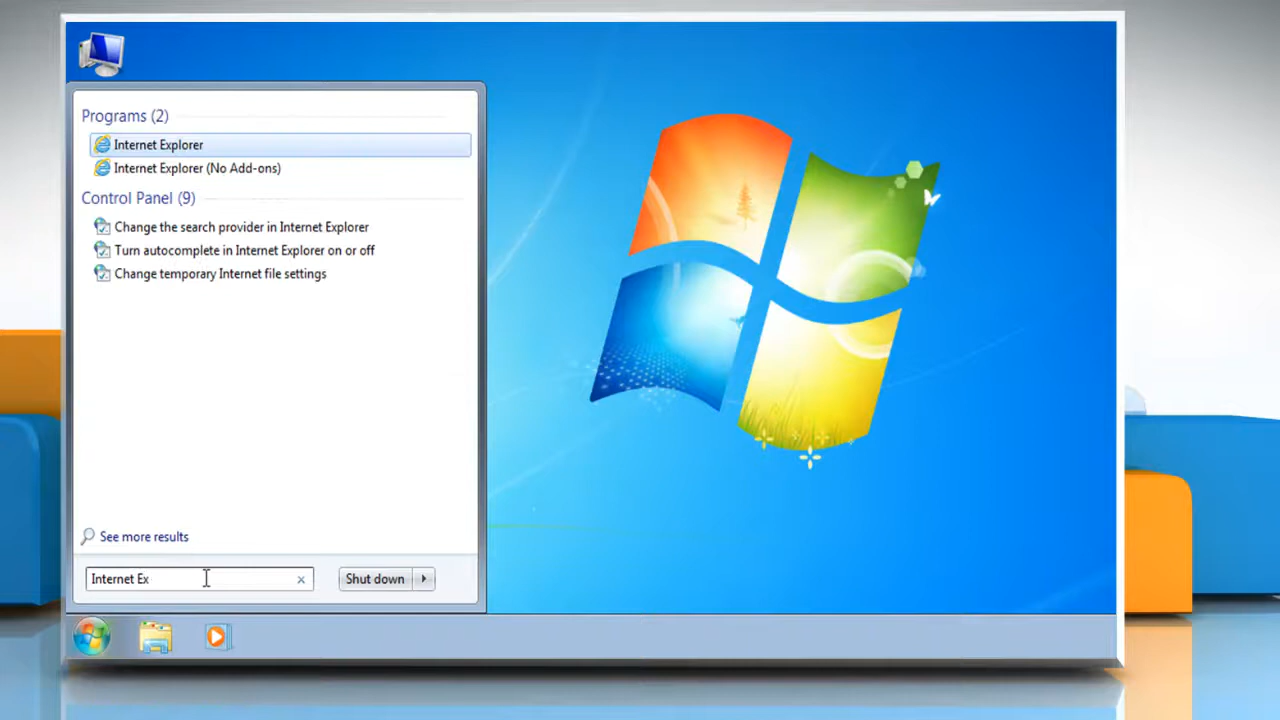 Programs (2)
Internet Explorer
Internet Explorer (No Add-ons)
Control Panel (9)
Change the search provider in Internet Explorer
Turn autocomplete in Internet Explorer on or off
Change temporary Internet file settings
See more results
Internet Ex
Shut down